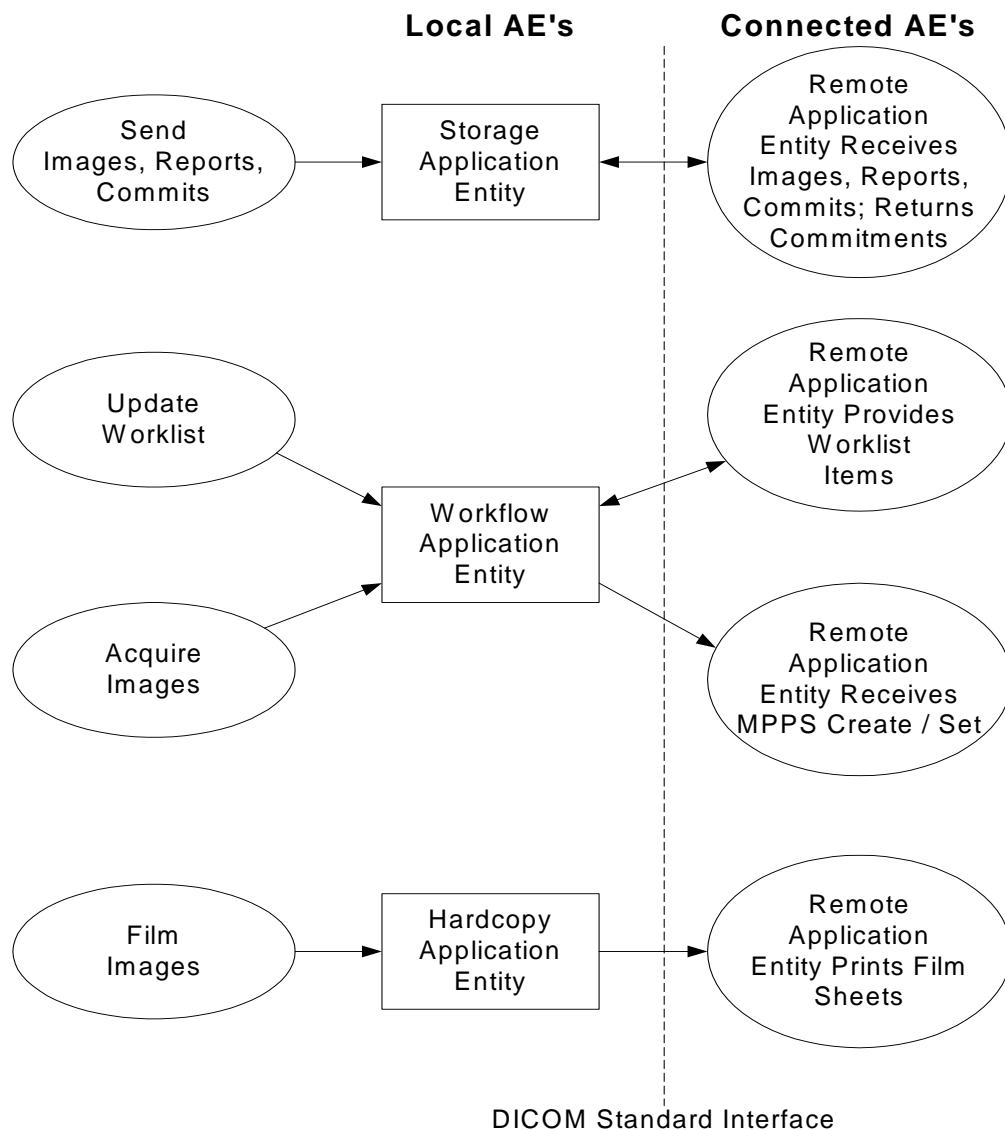 Local AE's
Connected AE's
Send
Images, Reports,
Commits
Storage
Application
Entity
Remote
Application
Entity Receives
Images, Reports,
Commits; Returns
Commitments
Update
Worklist
Remote
Application
Entity Provides
Worklist
Items
Workflow
Application
Entity
Acquire
Images
Remote
Application
Entity Receives
MPPS Create / Set
Film
Images
Hardcopy
Application
Entity
Remote
Application
Entity Prints Film
Sheets
DICOM Standard Interface